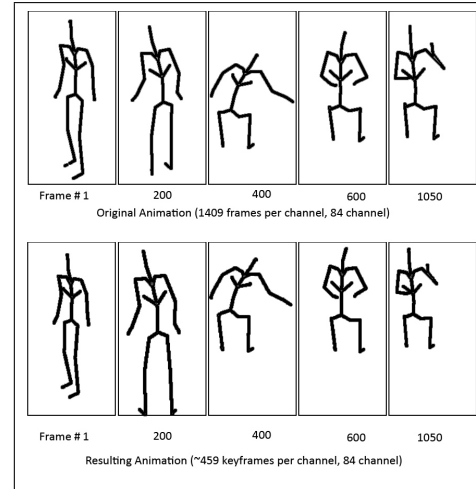 Frame # 1 200 400 600 1050
Original Animation (1409 frames per channel, 84 channel)
Frame # 1 200 400 600 1050
Resulting Animation (~459 keyframes per channel, 84 channel)